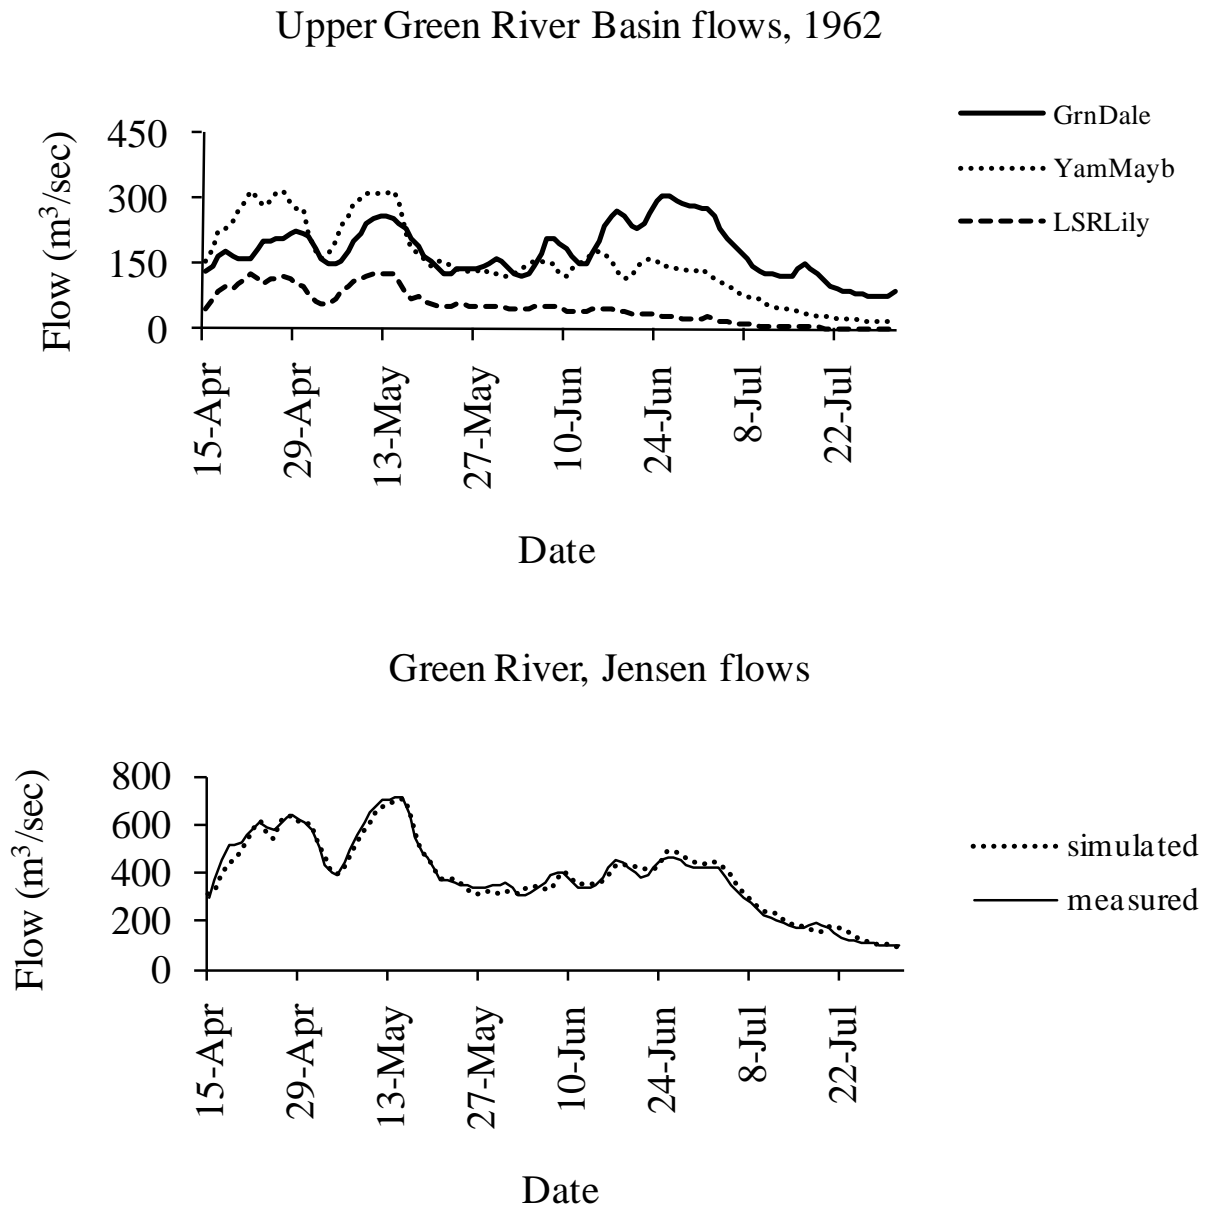 Upper Green River Basin flows, 1962
Flow (m³/sec)
450
300
150
0
GrnDale
YamMayb
LSRLily
15-Apr
29-Apr
13-May
27-May
10-Jun
24-Jun
8-Jul
22-Jul
Date
Green River, Jensen flows
Flow (m³/sec)
800
600
400
200
0
simulated
measured
15-Apr
29-Apr
13-May
27-May
10-Jun
24-Jun
8-Jul
22-Jul
Date